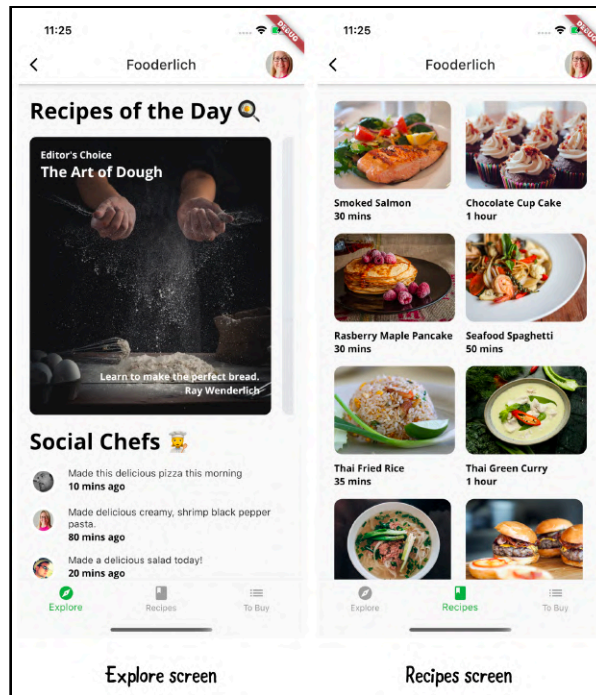 11:25
DEBUG
Fooderlich
Recipes of the Day
Editor's Choice
The Art of Dough
Learn to make the perfect bread.
Ray Wenderlich
Social Chefs
Made this delicious pizza this morning
10 mins ago
Made delicious creamy, shrimp black pepper
pasta.
80 mins ago
Made a delicious salad today!
20 mins ago
Explore
Recipes
To Buy
Explore screen
11:25
DEBUG
Fooderlich
Smoked Salmon
30 mins
Chocolate Cup Cake
1 hour
Rasberry Maple Pancake
30 mins
Seafood Spaghetti
50 mins
Thai Fried Rice
35 mins
Thai Green Curry
1 hour
Explore
Recipes
To Buy
Recipes screen